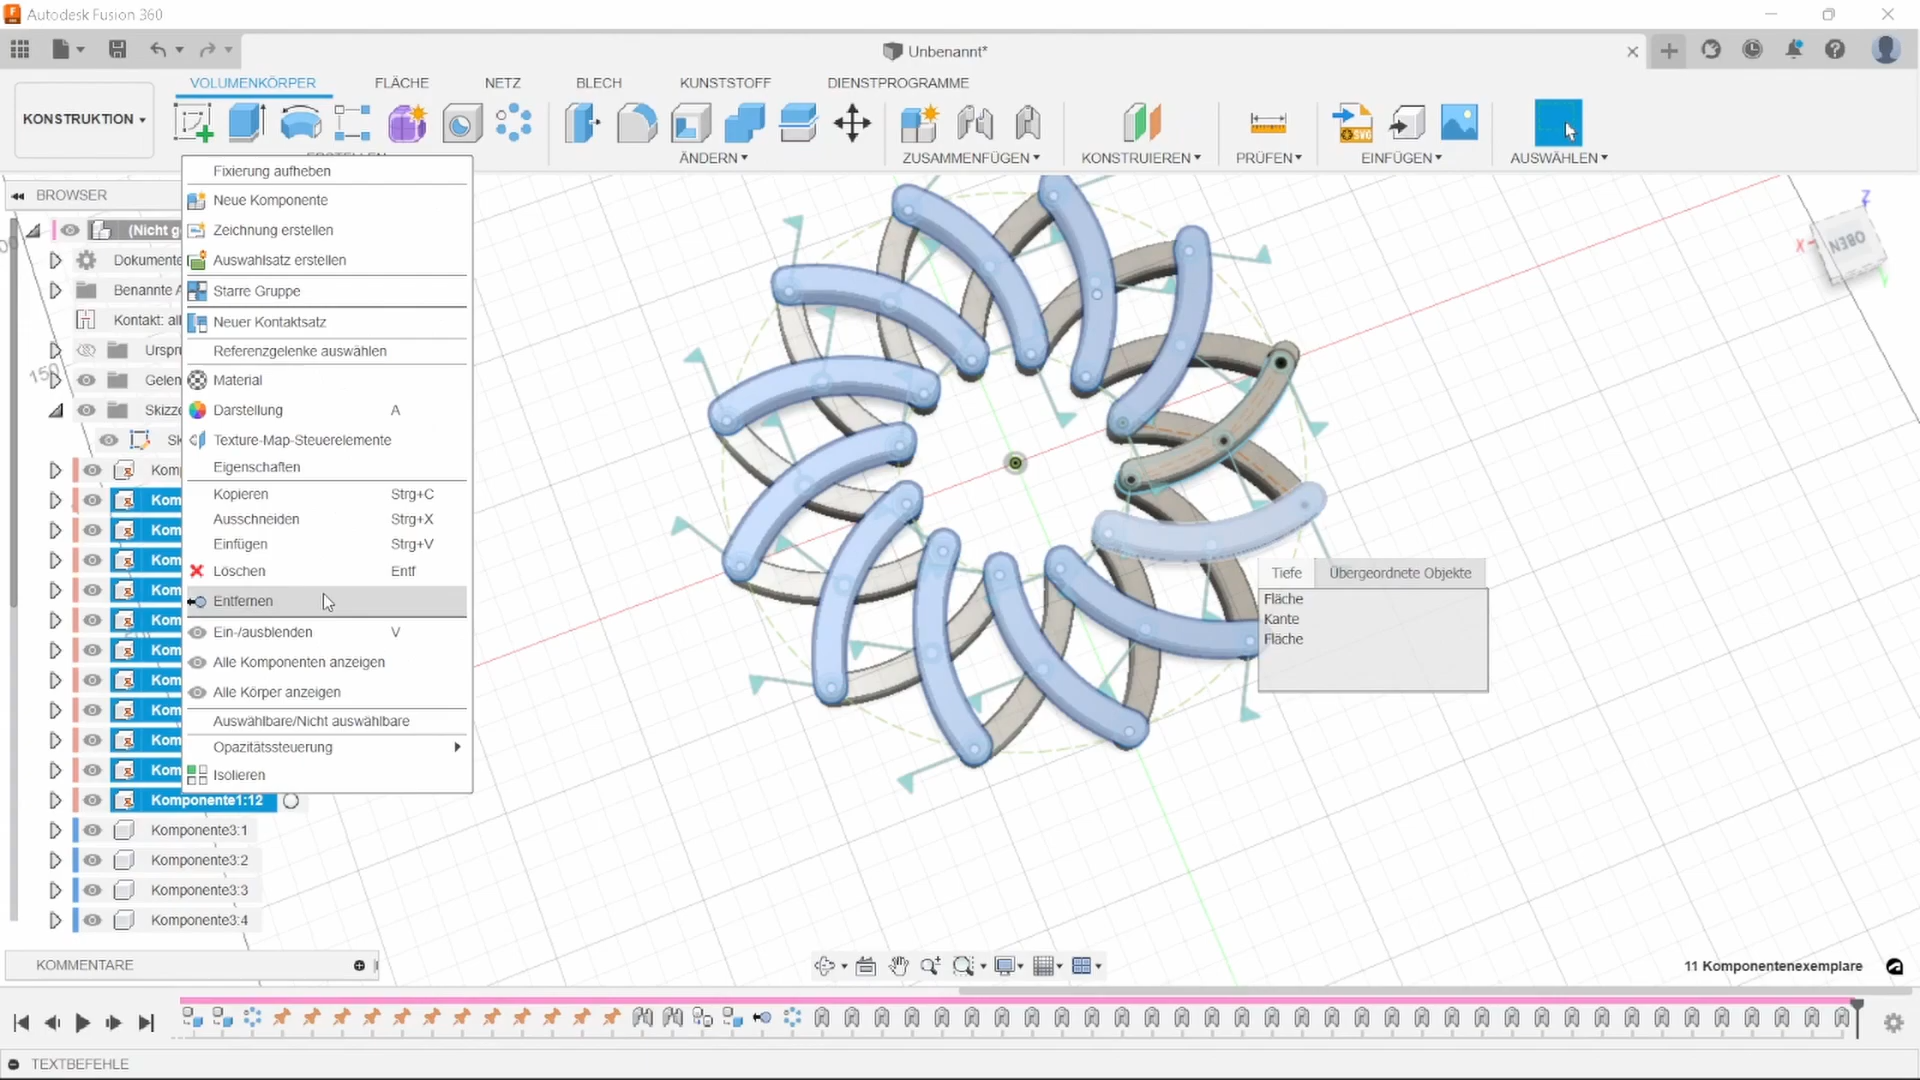 Autodesk Fusion 360
Unbenannt*
VOLUMENKÖRPER FLÄCHE NETZ BLECH KUNSTSTOFF DIENSTPROGRAMME
KONSTRUKTION
ÄNDERN ZUSAMMENFÜGEN KONSTRUIEREN PRÜFEN EINFÜGEN AUSWÄHLEN
SVG
BROWSER
(Nicht g
Dokumente
Benannte A
Kontakt: all
Urspru
150
Gelen
Skizze
Sk
Komp
Kom
Kom
Kom
Kom
Kom
Kom
Kom
Kom
Kom
Kom
Komponente1:12
Komponente3:1
Komponente3:2
Komponente3:3
Komponente3:4
Fixierung aufheben
Neue Komponente
Zeichnung erstellen
Auswahlsatz erstellen
Starre Gruppe
Neuer Kontaktsatz
Referenzgelenke auswählen
Material
Darstellung A
Texture-Map-Steuerelemente
Eigenschaften
Kopieren Strg+C
Ausschneiden Strg+X
Einfügen Strg+V
Löschen Entf
Entfernen
Ein-/ausblenden V
Alle Komponenten anzeigen
Alle Körper anzeigen
Auswählbare/Nicht auswählbare
Opazitätssteuerung
Isolieren
Z
X
OBEN
Y
Tiefe Übergeordnete Objekte
Fläche
Kante
Fläche
KOMMENTARE
11 Komponentenexemplare
TEXTBEFEHLE